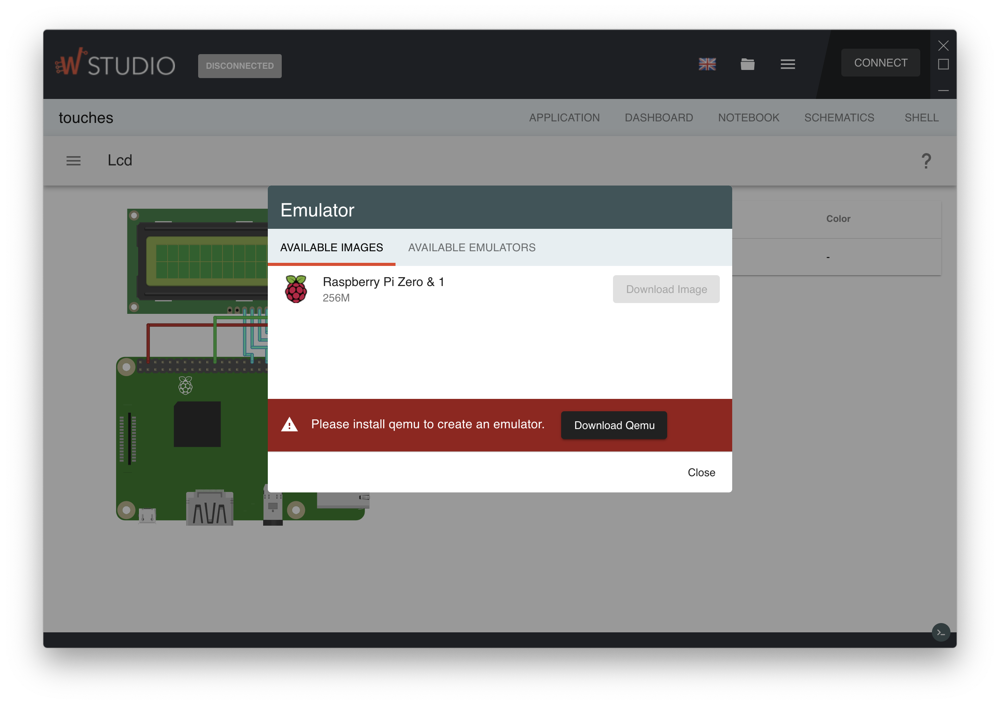 W STUDIO
DISCONNECTED
CONNECT
touches
APPLICATION DASHBOARD NOTEBOOK SCHEMATICS SHELL
Lcd
?
Emulator
Color
AVAILABLE IMAGES AVAILABLE EMULATORS
-
Raspberry Pi Zero & 1
256M
Download Image
Please install qemu to create an emulator.
Download Qemu
Close